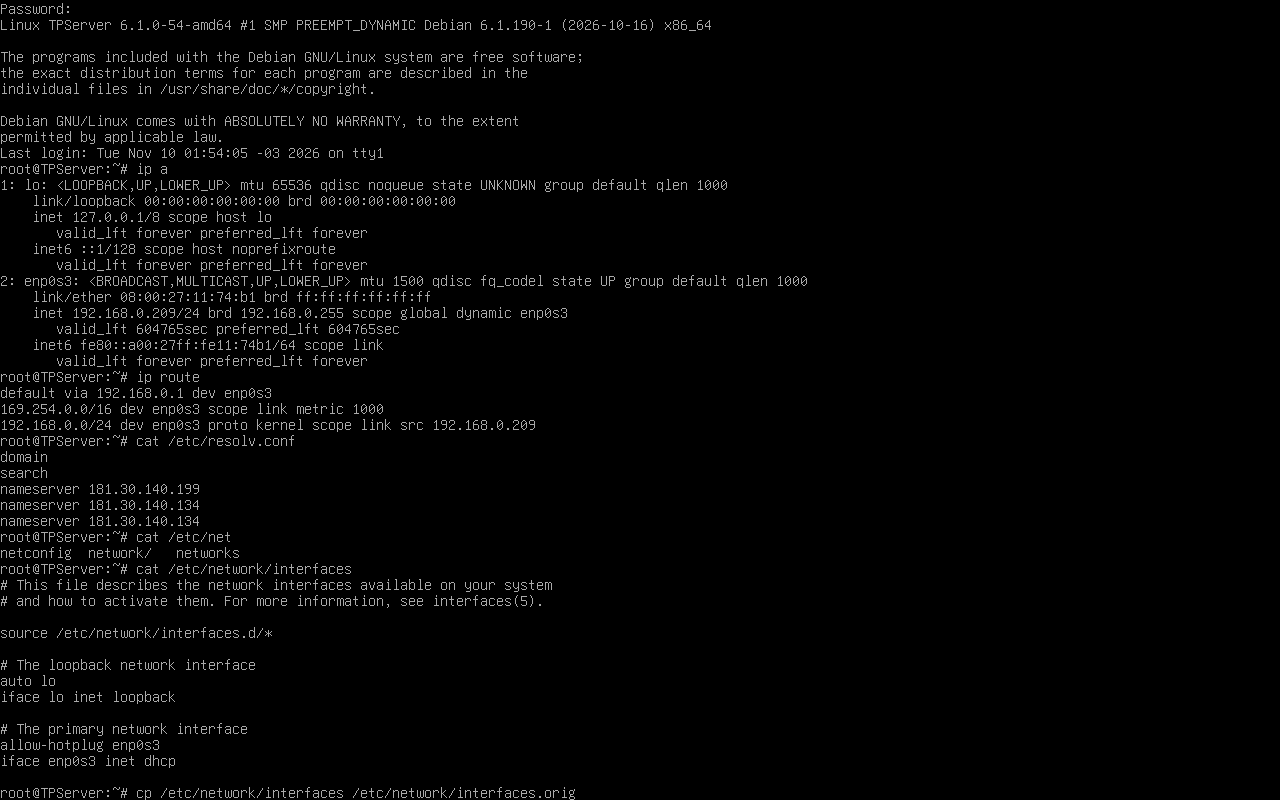 Password:
Linux TPServer 6.1.0-54-amd64 #1 SMP PREEMPT_DYNAMIC Debian 6.1.190-1 (2026-10-16) x86_64
The programs included with the Debian GNU/Linux system are free software;
the exact distribution terms for each program are described in the
individual files in /usr/share/doc/*/copyright.
Debian GNU/Linux comes with ABSOLUTELY NO WARRANTY, to the extent
permitted by applicable law.
Last login: Tue Nov 10 01:54:05 -03 2026 on tty1
root@TPServer:~# ip a
1: lo: <LOOPBACK,UP,LOWER_UP> mtu 65536 qdisc noqueue state UNKNOWN group default qlen 1000
    link/loopback 00:00:00:00:00:00 brd 00:00:00:00:00:00
    inet 127.0.0.1/8 scope host lo
       valid_lft forever preferred_lft forever
    inet6 ::1/128 scope host noprefixroute
       valid_lft forever preferred_lft forever
2: enp0s3: <BROADCAST,MULTICAST,UP,LOWER_UP> mtu 1500 qdisc fq_codel state UP group default qlen 1000
    link/ether 08:00:27:11:74:b1 brd ff:ff:ff:ff:ff:ff
    inet 192.168.0.209/24 brd 192.168.0.255 scope global dynamic enp0s3
       valid_lft 604765sec preferred_lft 604765sec
    inet6 fe80::a00:27ff:fe11:74b1/64 scope link
       valid_lft forever preferred_lft forever
root@TPServer:~# ip route
default via 192.168.0.1 dev enp0s3
169.254.0.0/16 dev enp0s3 scope link metric 1000
192.168.0.0/24 dev enp0s3 proto kernel scope link src 192.168.0.209
root@TPServer:~# cat /etc/resolv.conf
domain
search
nameserver 181.30.140.199
nameserver 181.30.140.134
nameserver 181.30.140.134
root@TPServer:~# cat /etc/net
netconfig  network/   networks
root@TPServer:~# cat /etc/network/interfaces
# This file describes the network interfaces available on your system
# and how to activate them. For more information, see interfaces(5).
source /etc/network/interfaces.d/*
# The loopback network interface
auto lo
iface lo inet loopback
# The primary network interface
allow-hotplug enp0s3
iface enp0s3 inet dhcp
root@TPServer:~# cp /etc/network/interfaces /etc/network/interfaces.orig